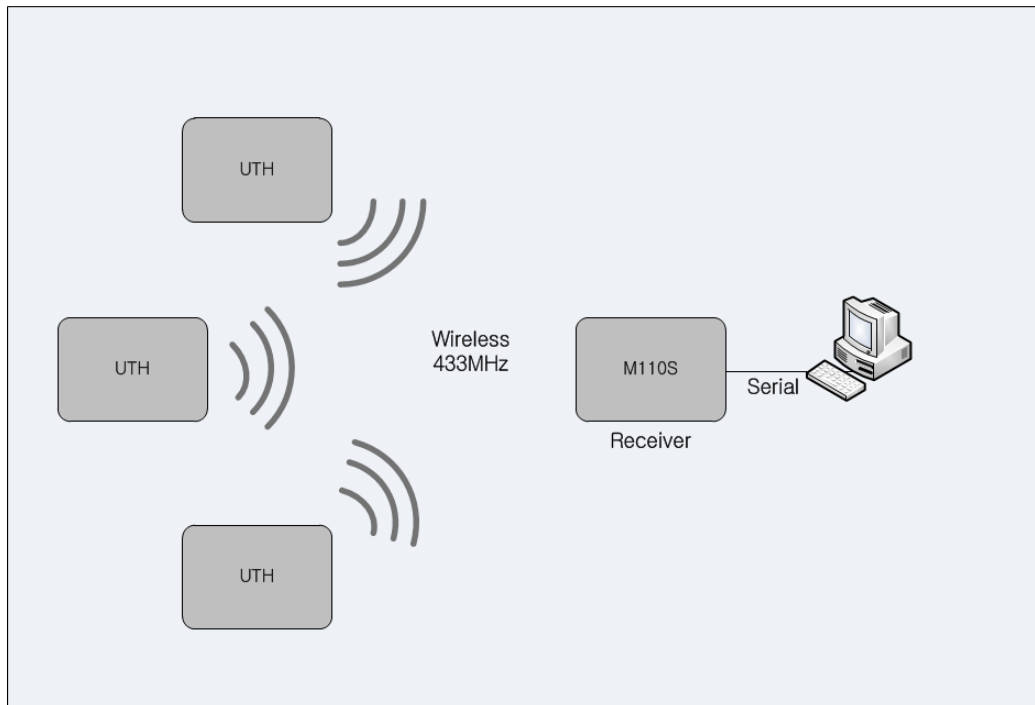 UTH
UTH
Wireless
433MHz
M110S
Serial
Receiver
UTH